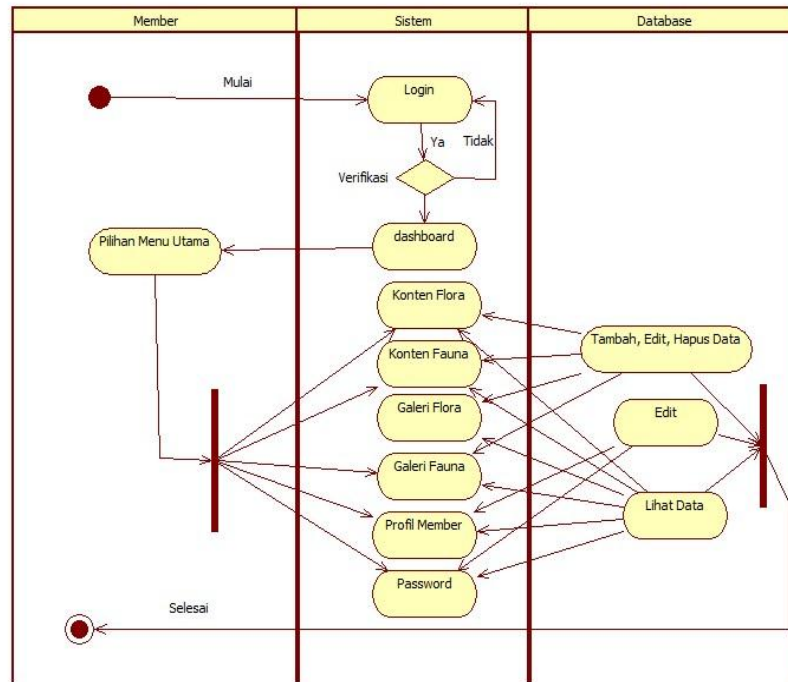 Member
Sistem
Database
Mulai
Login
Ya
Tidak
Verifikasi
dashboard
Pilihan Menu Utama
Konten Flora
Tambah, Edit, Hapus Data
Konten Fauna
Galeri Flora
Edit
Galeri Fauna
Lihat Data
Profil Member
Password
Selesai